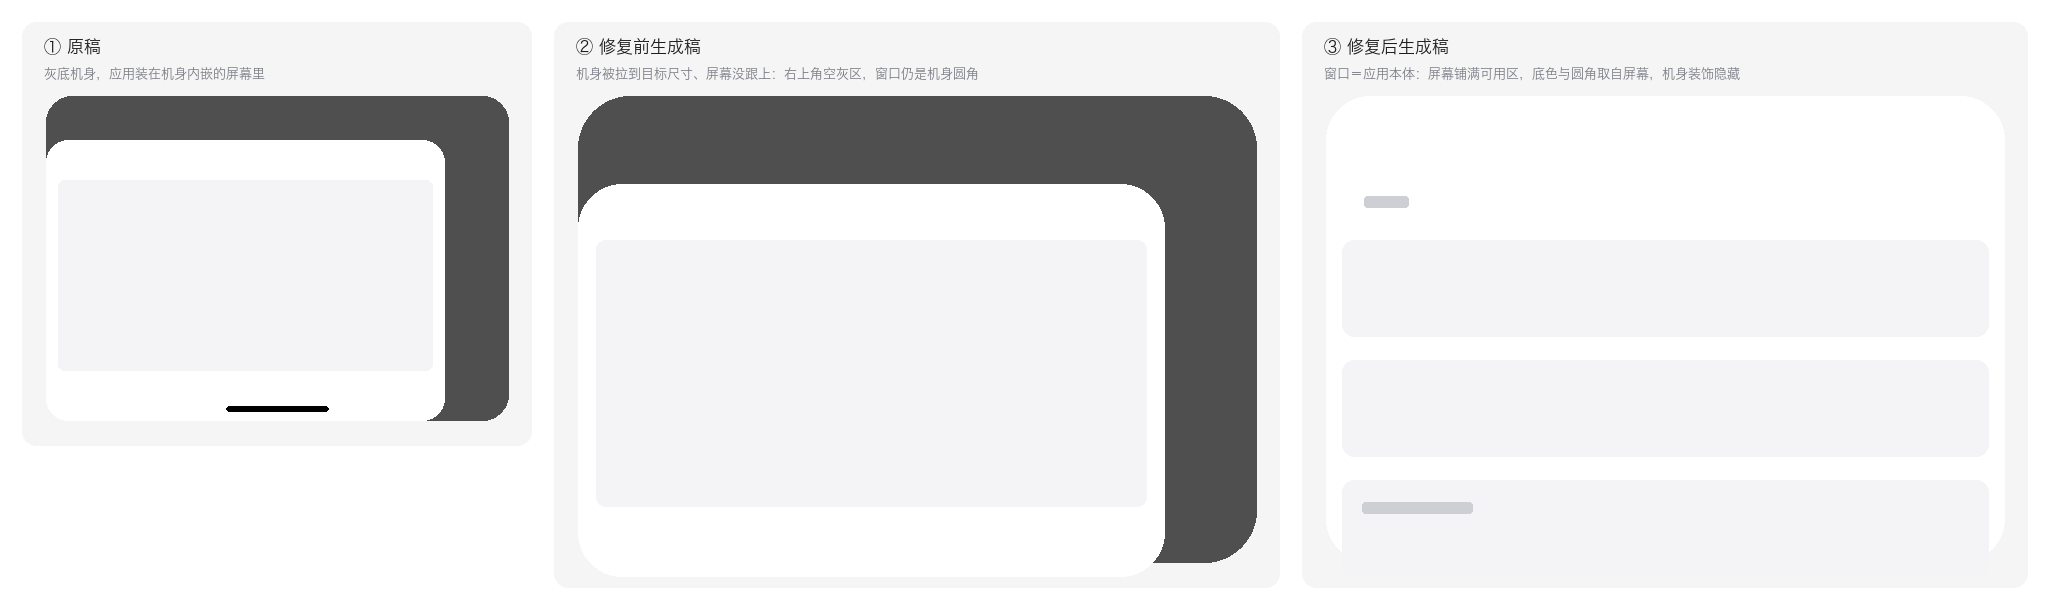 ① 原稿
灰底机身，应用装在机身内嵌的屏幕里
② 修复前生成稿
机身被拉到目标尺寸、屏幕没跟上：右上角空灰区，窗口仍是机身圆角
③ 修复后生成稿
窗口＝应用本体：屏幕铺满可用区，底色与圆角取自屏幕，机身装饰隐藏